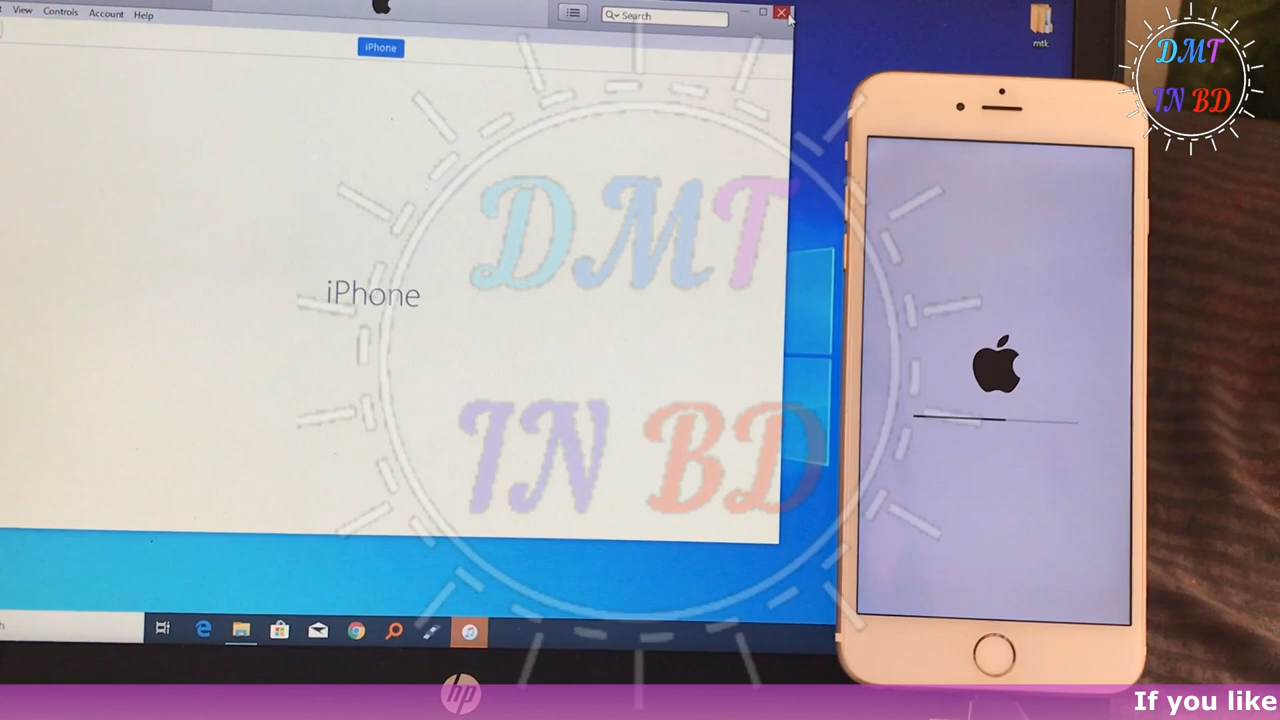 View Controls Account Help
Search
iPhone
mtk
DMT
IN BD
iPhone
DMT
IN BD
hp
If you like